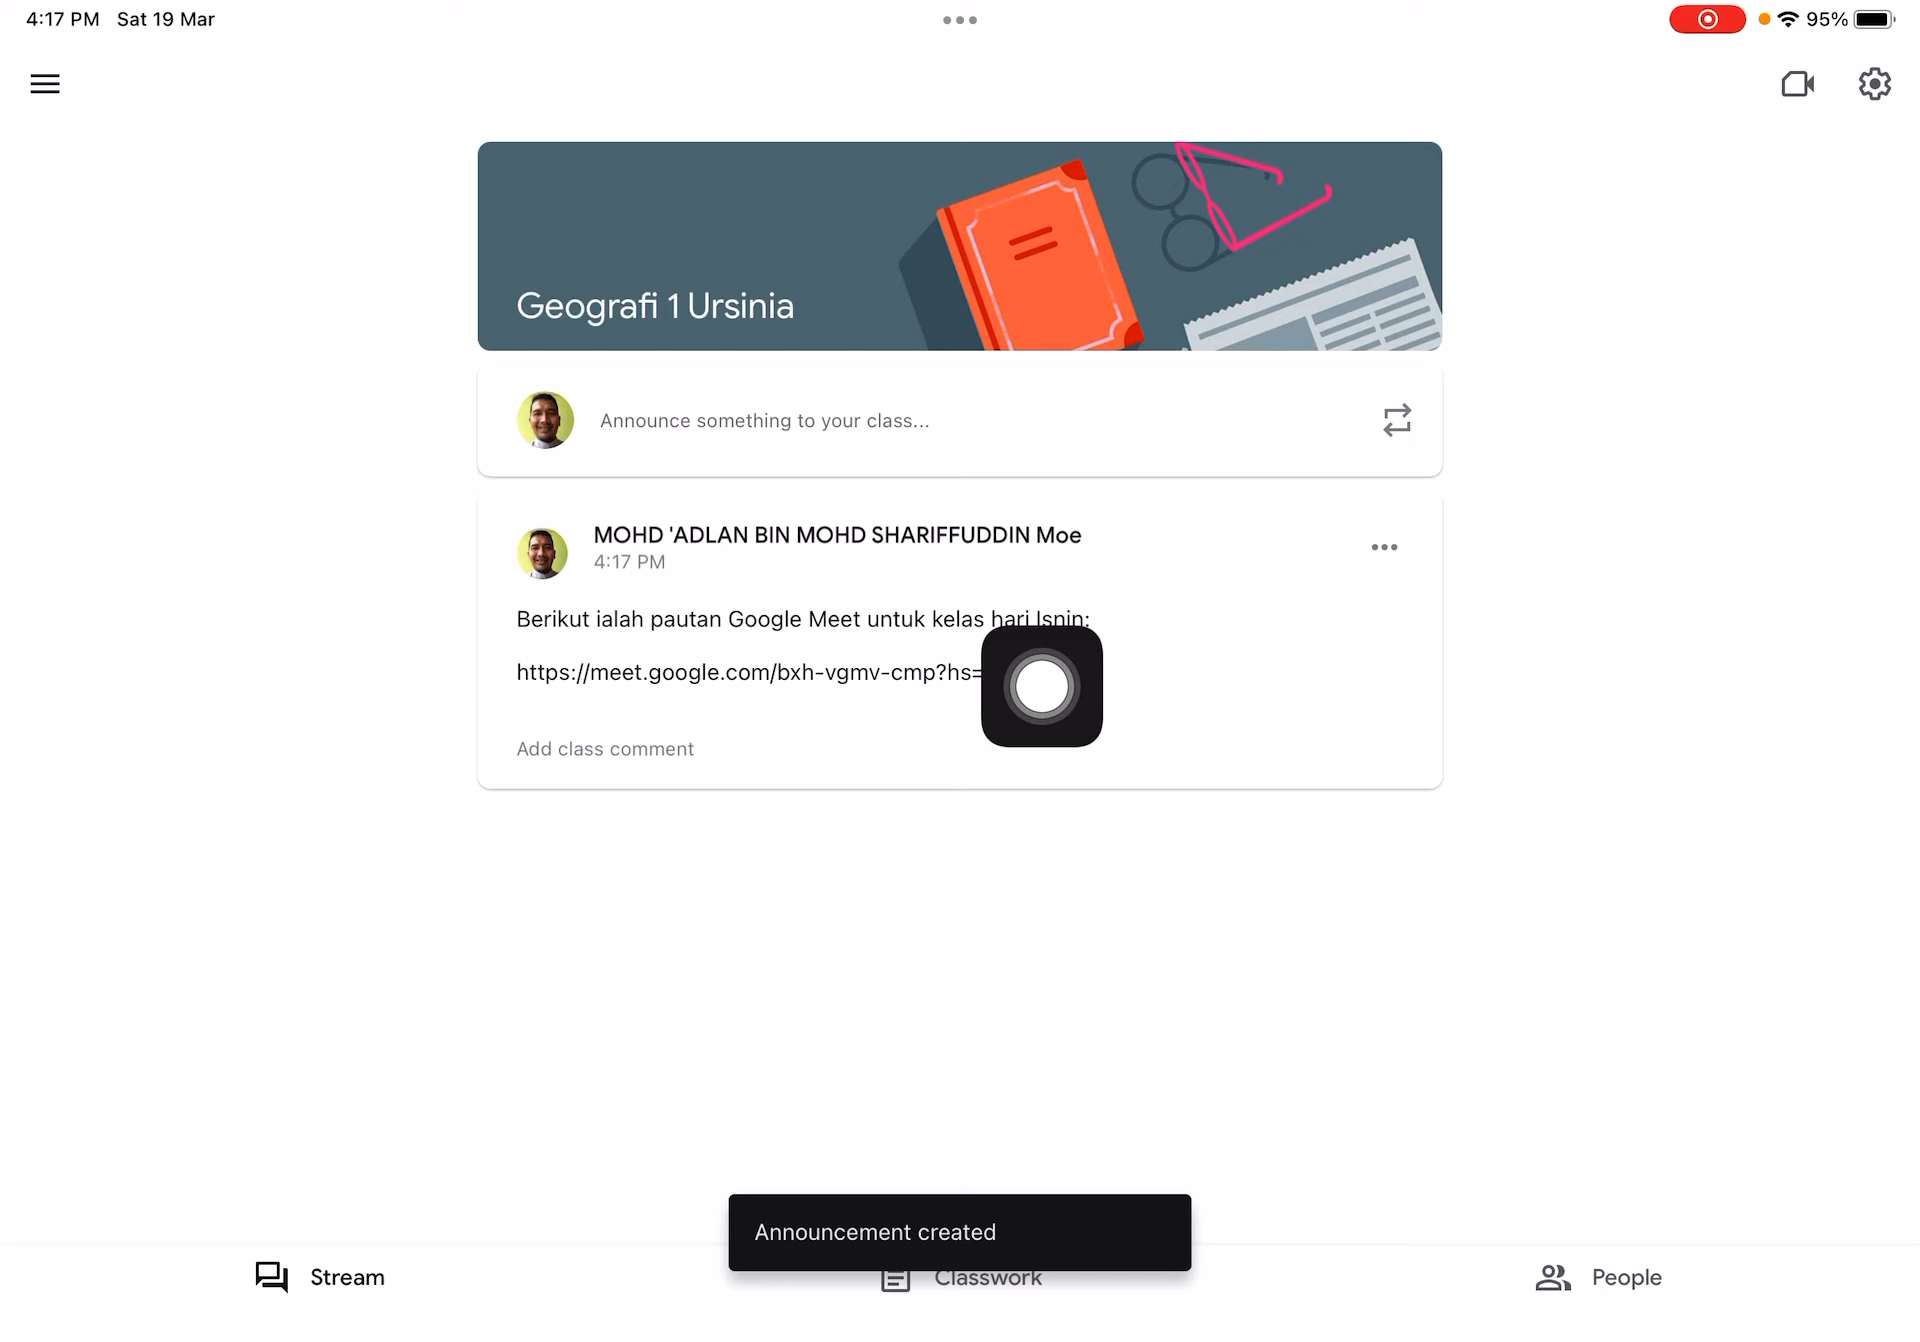 4:17 PM Sat 19 Mar
95%
Geografi 1 Ursinia
Announce something to your class...
MOHD 'ADLAN BIN MOHD SHARIFFUDDIN Moe
4:17 PM
Berikut ialah pautan Google Meet untuk kelas hari Isnin:
https://meet.google.com/bxh-vgmv-cmp?hs=
Add class comment
Announcement created
Stream
Classwork
People